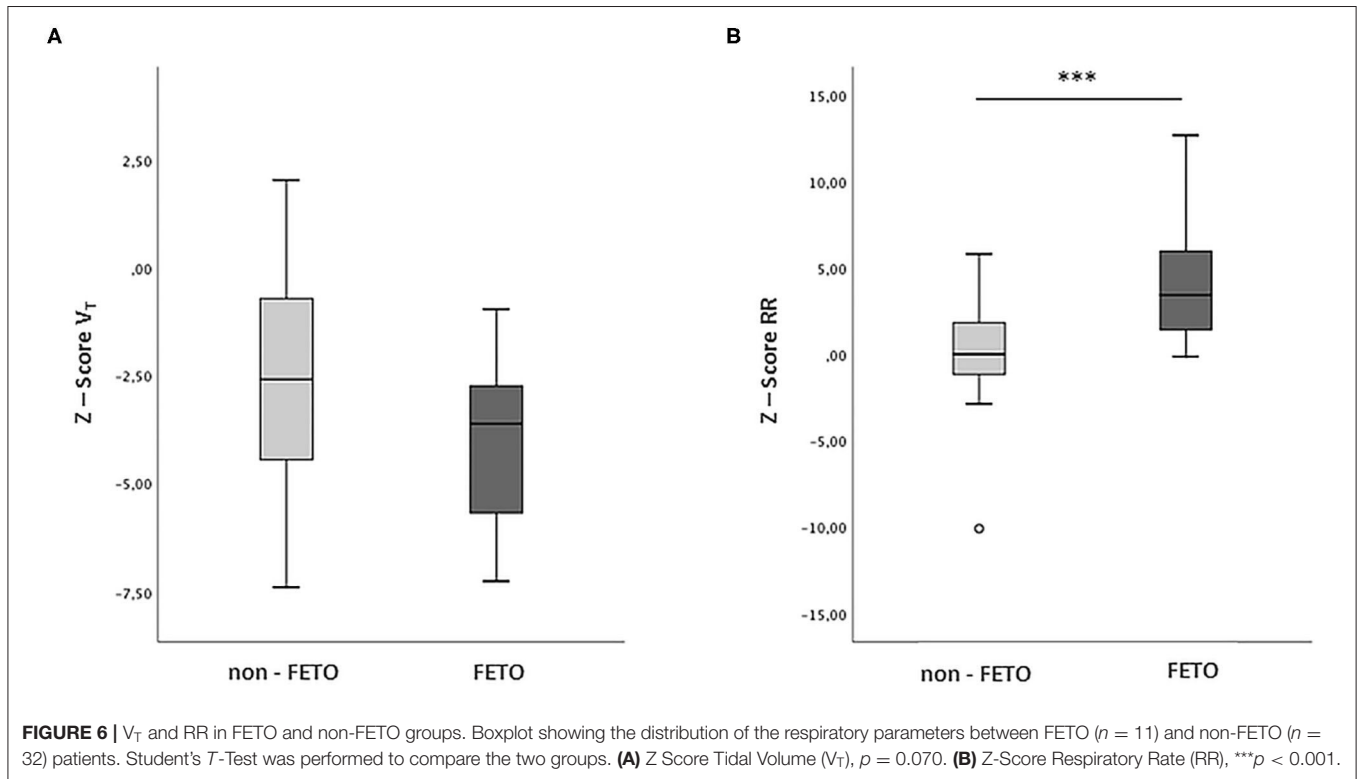 A
2,50
,00
-2,50
-5,00
-7,50
Z – Score V_T
non - FETO
FETO
B
***
15,00
10,00
5,00
,00
-5,00
-10,00
-15,00
Z – Score RR
non - FETO
FETO
FIGURE 6 | V_T and RR in FETO and non-FETO groups. Boxplot showing the distribution of the respiratory parameters between FETO (n = 11) and non-FETO (n =
32) patients. Student's T-Test was performed to compare the two groups. (A) Z Score Tidal Volume (V_T), p = 0.070. (B) Z-Score Respiratory Rate (RR), ***p < 0.001.